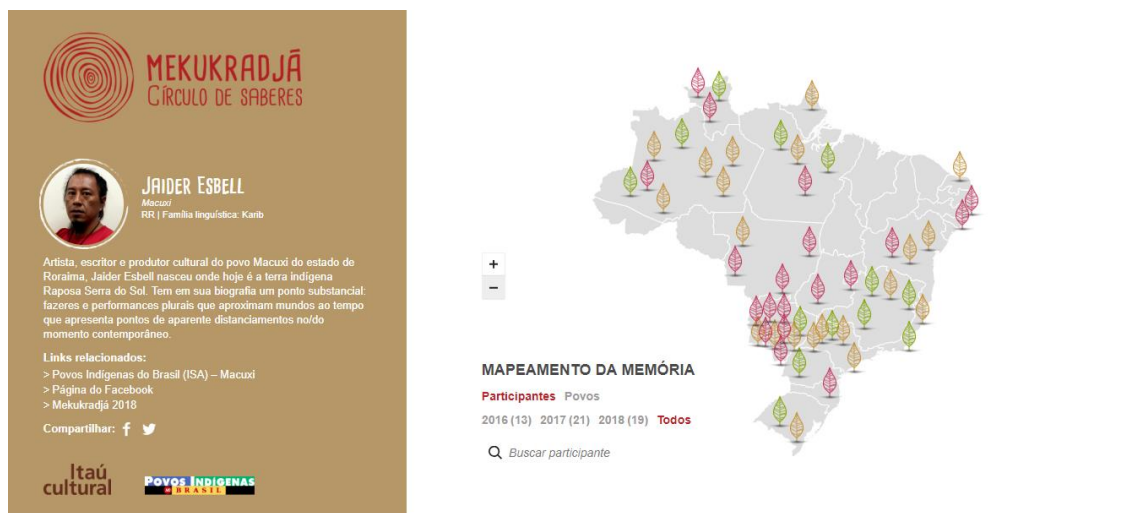 MEKUKRADJÁ
CÍRCULO DE SABERES
JAIDER ESBELL
Macuxi
RR | Família linguística: Karib
Artista, escritor e produtor cultural do povo Macuxi do estado de
Roraima, Jaider Esbell nasceu onde hoje é a terra indígena
Raposa Serra do Sol. Tem em sua biografia um ponto substancial:
fazeres e performances plurais que aproximam mundos ao tempo
que apresenta pontos de aparente distanciamentos no/do
momento contemporâneo.
Links relacionados:
> Povos Indígenas do Brasil (ISA) – Macuxi
> Página do Facebook
> Mekukradjá 2018
Compartilhar:
Itaú
cultural
POVOS INDÍGENAS
NO BRASIL
+
−
MAPEAMENTO DA MEMÓRIA
Participantes Povos
2016 (13) 2017 (21) 2018 (19) Todos
Buscar participante